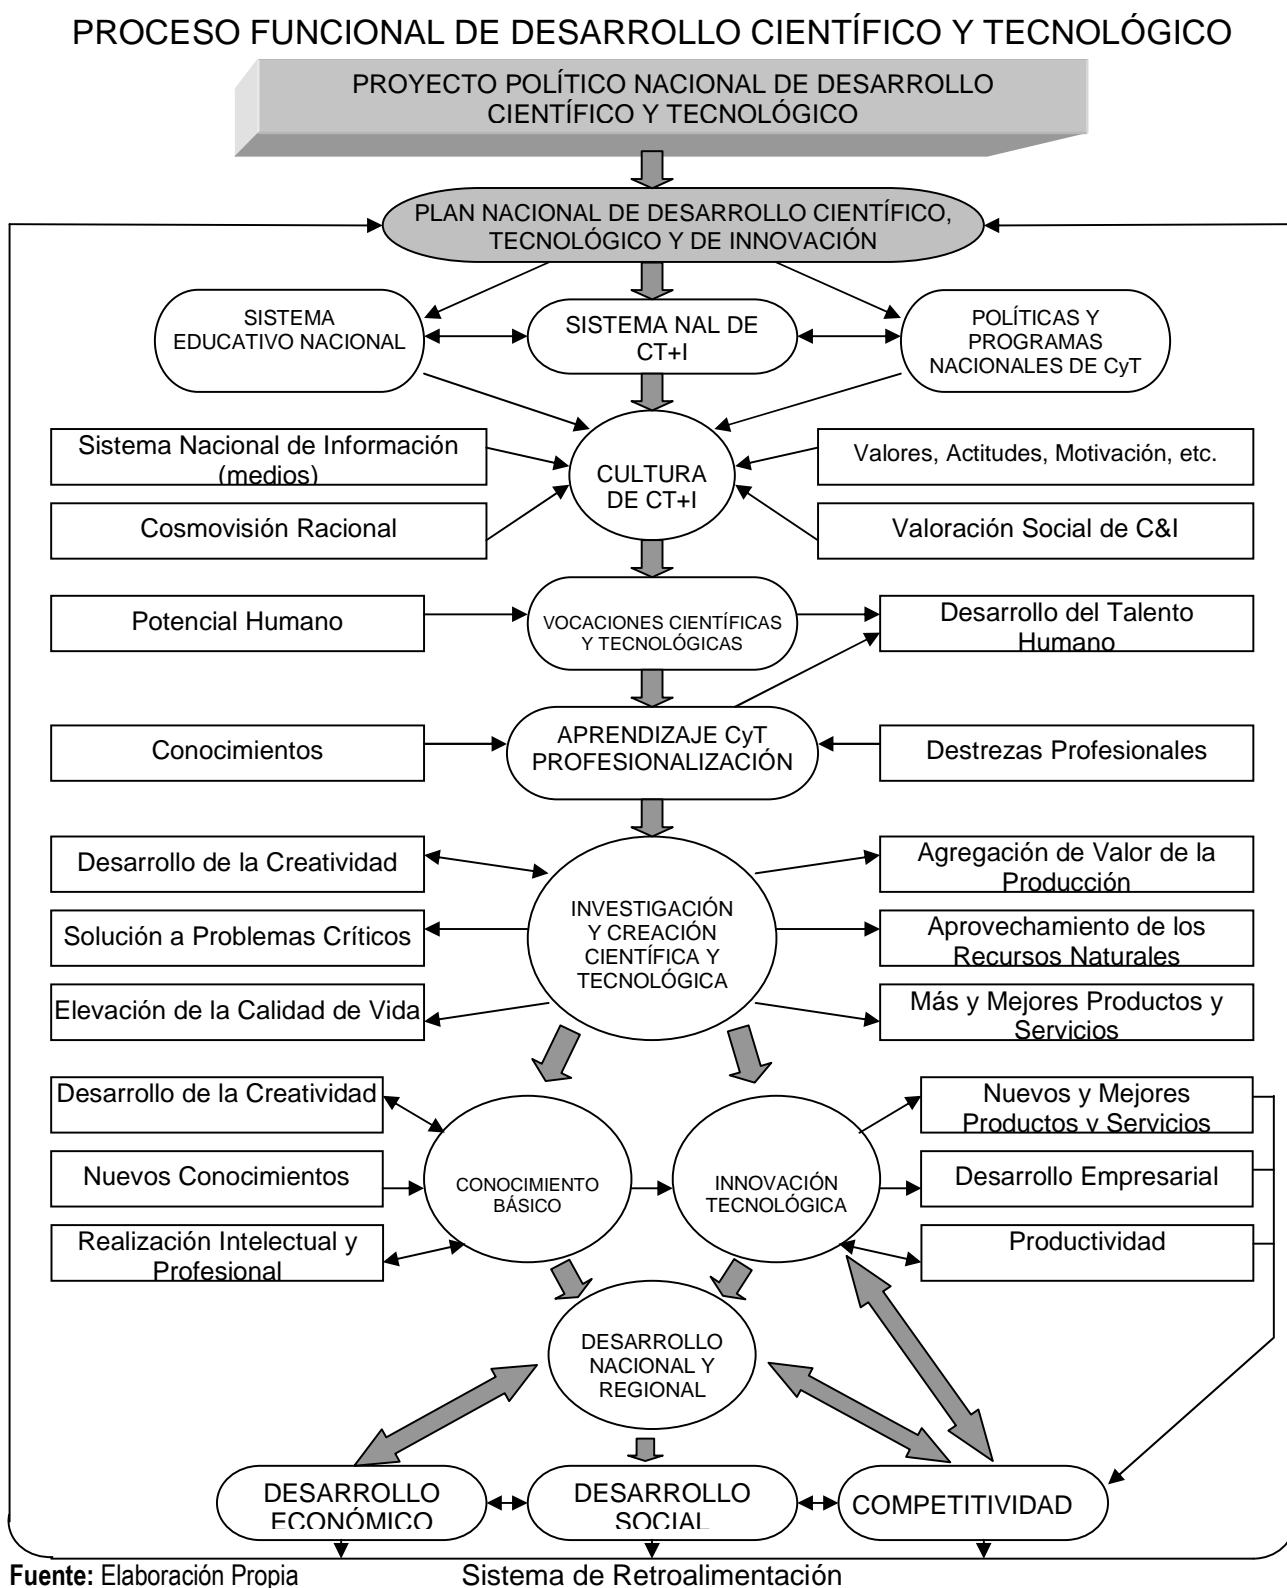 PROCESO FUNCIONAL DE DESARROLLO CIENTÍFICO Y TECNOLÓGICO
PROYECTO POLÍTICO NACIONAL DE DESARROLLO
CIENTÍFICO Y TECNOLÓGICO
PLAN NACIONAL DE DESARROLLO CIENTÍFICO,
TECNOLÓGICO Y DE INNOVACIÓN
SISTEMA
EDUCATIVO NACIONAL
SISTEMA NAL DE
CT+I
POLÍTICAS Y
PROGRAMAS
NACIONALES DE CyT
Sistema Nacional de Información
(medios)
Cosmovisión Racional
CULTURA
DE CT+I
Valores, Actitudes, Motivación, etc.
Valoración Social de C&I
Potencial Humano
VOCACIONES CIENTÍFICAS
Y TECNOLÓGICAS
Desarrollo del Talento
Humano
Conocimientos
APRENDIZAJE CyT
PROFESIONALIZACIÓN
Destrezas Profesionales
Desarrollo de la Creatividad
Solución a Problemas Críticos
Elevación de la Calidad de Vida
INVESTIGACIÓN
Y CREACIÓN
CIENTÍFICA Y
TECNOLÓGICA
Agregación de Valor de la
Producción
Aprovechamiento de los
Recursos Naturales
Más y Mejores Productos y
Servicios
Desarrollo de la Creatividad
Nuevos Conocimientos
Realización Intelectual y
Profesional
CONOCIMIENTO
BÁSICO
INNOVACIÓN
TECNOLÓGICA
Nuevos y Mejores
Productos y Servicios
Desarrollo Empresarial
Productividad
DESARROLLO
NACIONAL Y
REGIONAL
DESARROLLO
ECONÓMICO
DESARROLLO
SOCIAL
COMPETITIVIDAD
Fuente: Elaboración Propia
Sistema de Retroalimentación